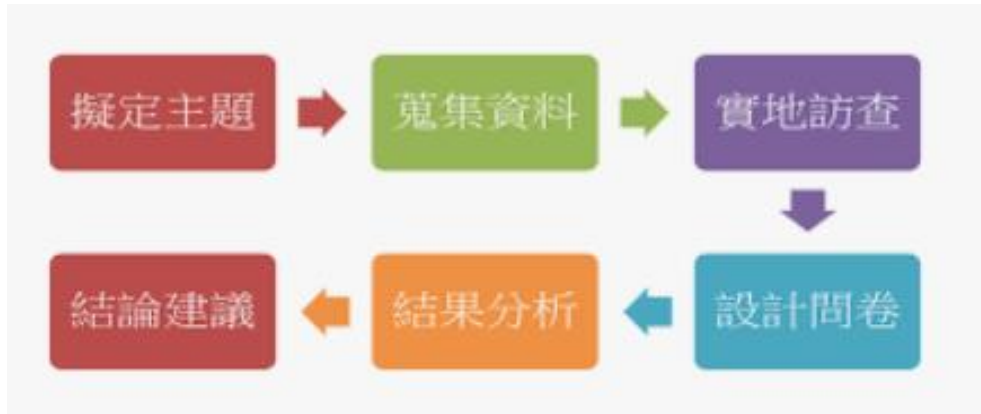 擬定主題
蒐集資料
實地訪查
設計問卷
結果分析
結論建議